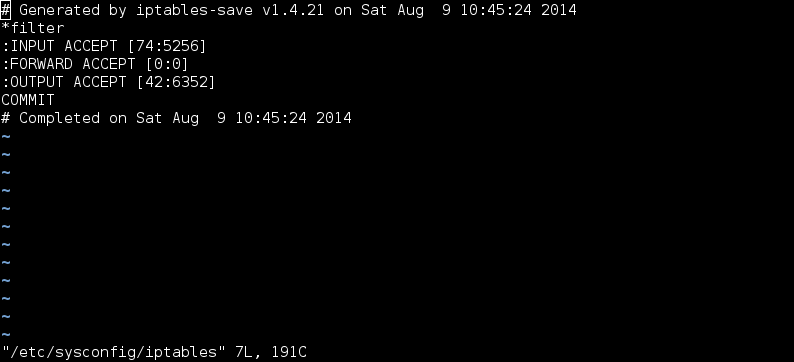 # Generated by iptables-save v1.4.21 on Sat Aug  9 10:45:24 2014
*filter
:INPUT ACCEPT [74:5256]
:FORWARD ACCEPT [0:0]
:OUTPUT ACCEPT [42:6352]
COMMIT
# Completed on Sat Aug  9 10:45:24 2014
~
~
~
~
~
~
~
~
~
~
~
~
"/etc/sysconfig/iptables" 7L, 191C